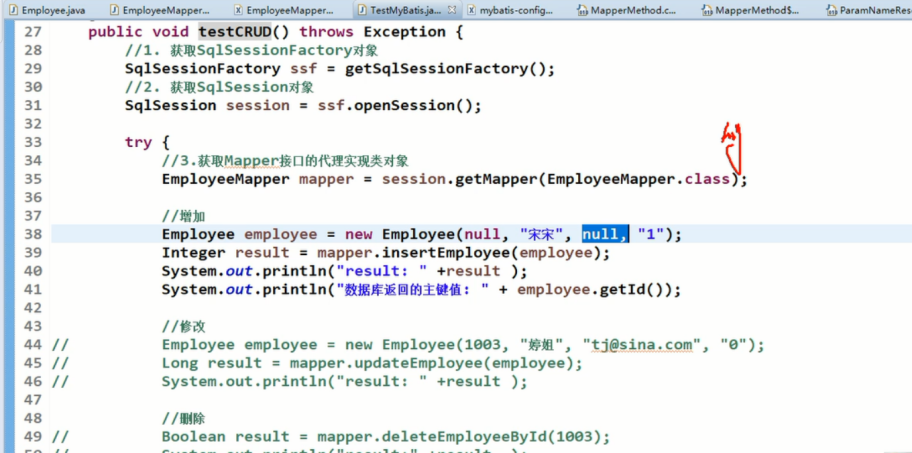 Employee.java EmployeeMapper... EmployeeMapper... TestMyBatis.ja... mybatis-config... MapperMethod.c... MapperMethod$... ParamNameRes
27 public void testCRUD() throws Exception {
28 //1. 获取SqlSessionFactory对象
29 SqlSessionFactory ssf = getSqlSessionFactory();
30 //2. 获取SqlSession对象
31 SqlSession session = ssf.openSession();
32
33 try {
34 //3.获取Mapper接口的代理实现类对象
35 EmployeeMapper mapper = session.getMapper(EmployeeMapper.class);
36
37 //增加
38 Employee employee = new Employee(null, "宋宋", null, "1");
39 Integer result = mapper.insertEmployee(employee);
40 System.out.println("result: " +result );
41 System.out.println("数据库返回的主键值: " + employee.getId());
42
43 //修改
44 // Employee employee = new Employee(1003, "婷姐", "tj@sina.com", "0");
45 // Long result = mapper.updateEmployee(employee);
46 // System.out.println("result: " +result );
47
48 //删除
49 // Boolean result = mapper.deleteEmployeeById(1003);